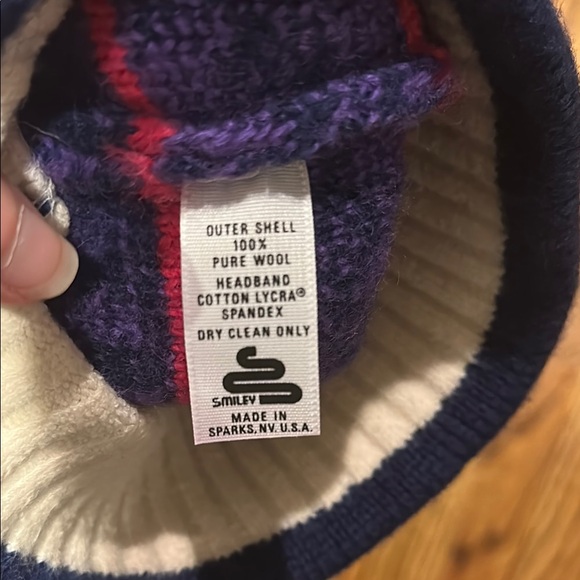 OUTER SHELL
100%
PURE WOOL
HEADBAND
COTTON LYCRA®
SPANDEX
DRY CLEAN ONLY
SMILEY
MADE IN
SPARKS, NV. U.S.A.